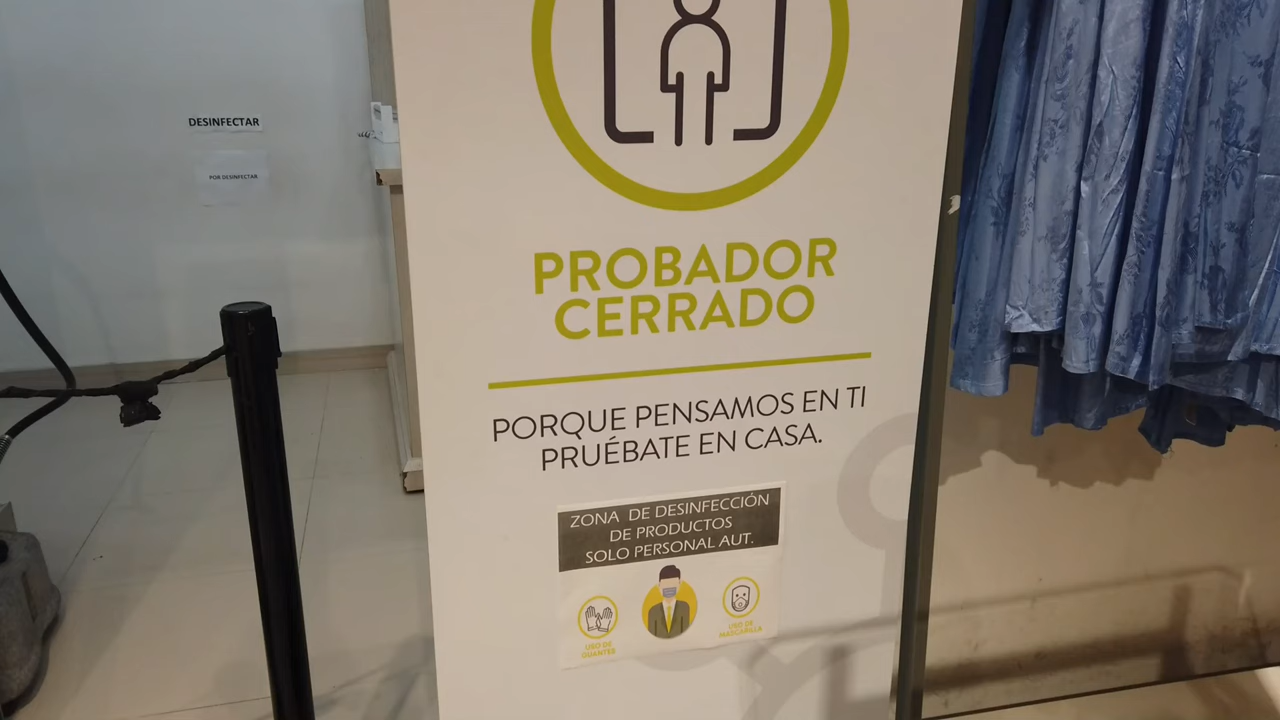 DESINFECTAR
POR DESINFECTAR
PROBADOR
CERRADO
PORQUE PENSAMOS EN TI
PRUÉBATE EN CASA.
ZONA DE DESINFECCIÓN
DE PRODUCTOS
SOLO PERSONAL AUT.
USO DE
GUANTES
USO DE
MASCARILLA